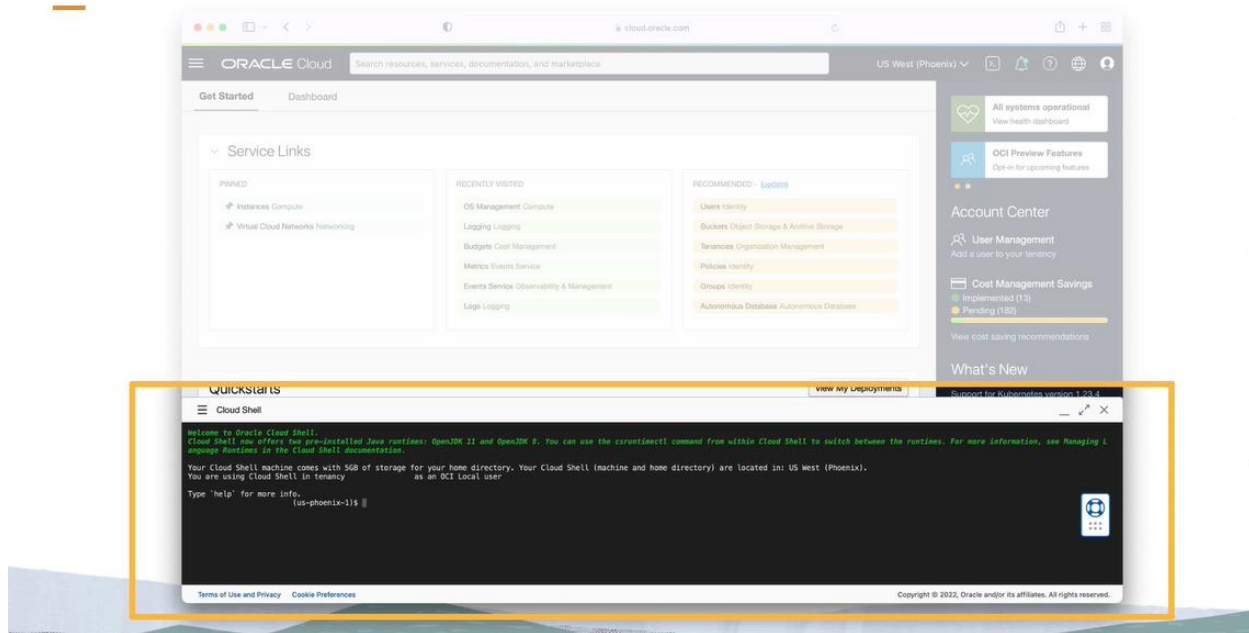 cloud.oracle.com
ORACLE Cloud
Search resources, services, documentation, and marketplace
US West (Phoenix)
Get Started
Dashboard
All systems operational
View health dashboard
OCI Preview Features
Opt-in for upcoming features
Service Links
PINNED
Instances Compute
Virtual Cloud Networks Networking
RECENTLY VISITED
OS Management Compute
Logging Logging
Budgets Cost Management
Metrics Events Service
Events Service Observability & Management
Logs Logging
RECOMMENDED - (update)
Users Identity
Buckets Object Storage & Archive Storage
Tenancies Organization Management
Policies Identity
Groups Identity
Autonomous Database Autonomous Database
Account Center
User Management
Add a user to your tenancy
Cost Management Savings
Implemented (13)
Pending (182)
View cost saving recommendations
What's New
Support for Kubernetes version 1.23.4
Quickstarts
View My Deployments
Cloud Shell
Welcome to Oracle Cloud Shell.
Cloud Shell now offers two pre-installed Java runtimes: OpenJDK 11 and OpenJDK 8. You can use the csruntimectl command from within Cloud Shell to switch between the runtimes. For more information, see Managing L
anguage Runtimes in the Cloud Shell documentation.
Your Cloud Shell machine comes with 5GB of storage for your home directory. Your Cloud Shell (machine and home directory) are located in: US West (Phoenix).
You are using Cloud Shell in tenancy as an OCI Local user
Type `help` for more info.
(us-phoenix-1)$
Terms of Use and Privacy
Cookie Preferences
Copyright © 2022, Oracle and/or its affiliates. All rights reserved.